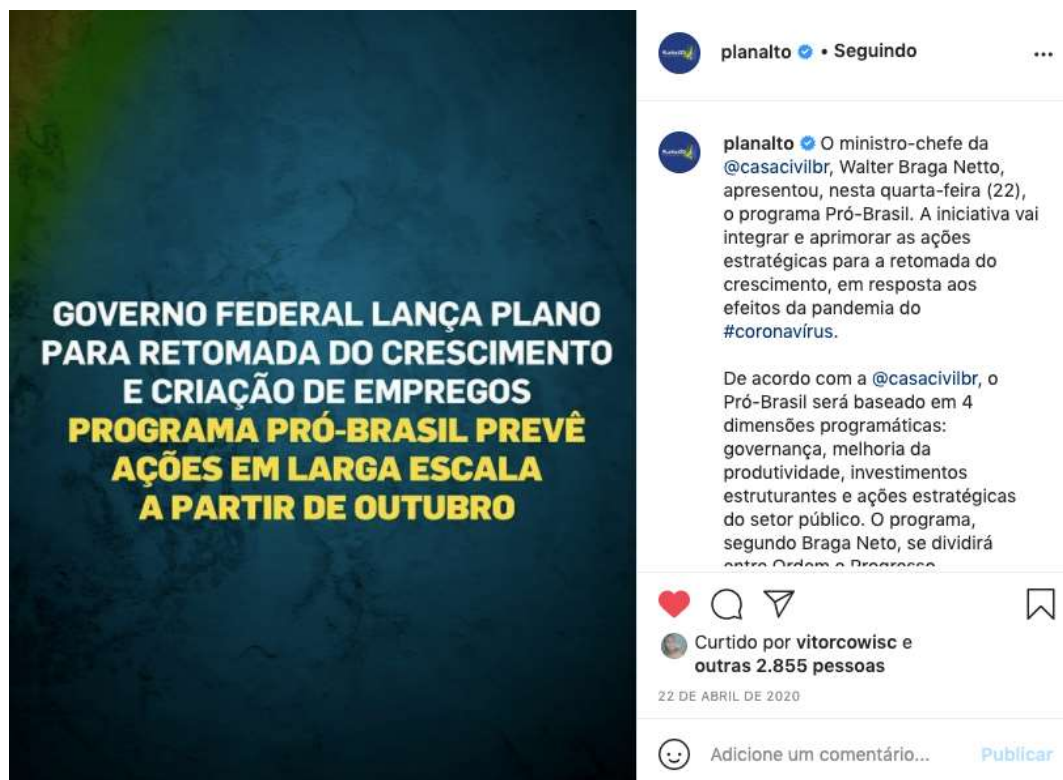 GOVERNO FEDERAL LANÇA PLANO
PARA RETOMADA DO CRESCIMENTO
E CRIAÇÃO DE EMPREGOS
PROGRAMA PRÓ-BRASIL PREVÊ
AÇÕES EM LARGA ESCALA
A PARTIR DE OUTUBRO
planalto • Seguindo
planalto O ministro-chefe da
@casacivilbr, Walter Braga Netto,
apresentou, nesta quarta-feira (22),
o programa Pró-Brasil. A iniciativa vai
integrar e aprimorar as ações
estratégicas para a retomada do
crescimento, em resposta aos
efeitos da pandemia do
#coronavírus.
De acordo com a @casacivilbr, o
Pró-Brasil será baseado em 4
dimensões programáticas:
governança, melhoria da
produtividade, investimentos
estruturantes e ações estratégicas
do setor público. O programa,
segundo Braga Neto, se dividirá
entre Ordem e Progresso
Curtido por vitorcowisc e
outras 2.855 pessoas
22 DE ABRIL DE 2020
Adicione um comentário... Publicar